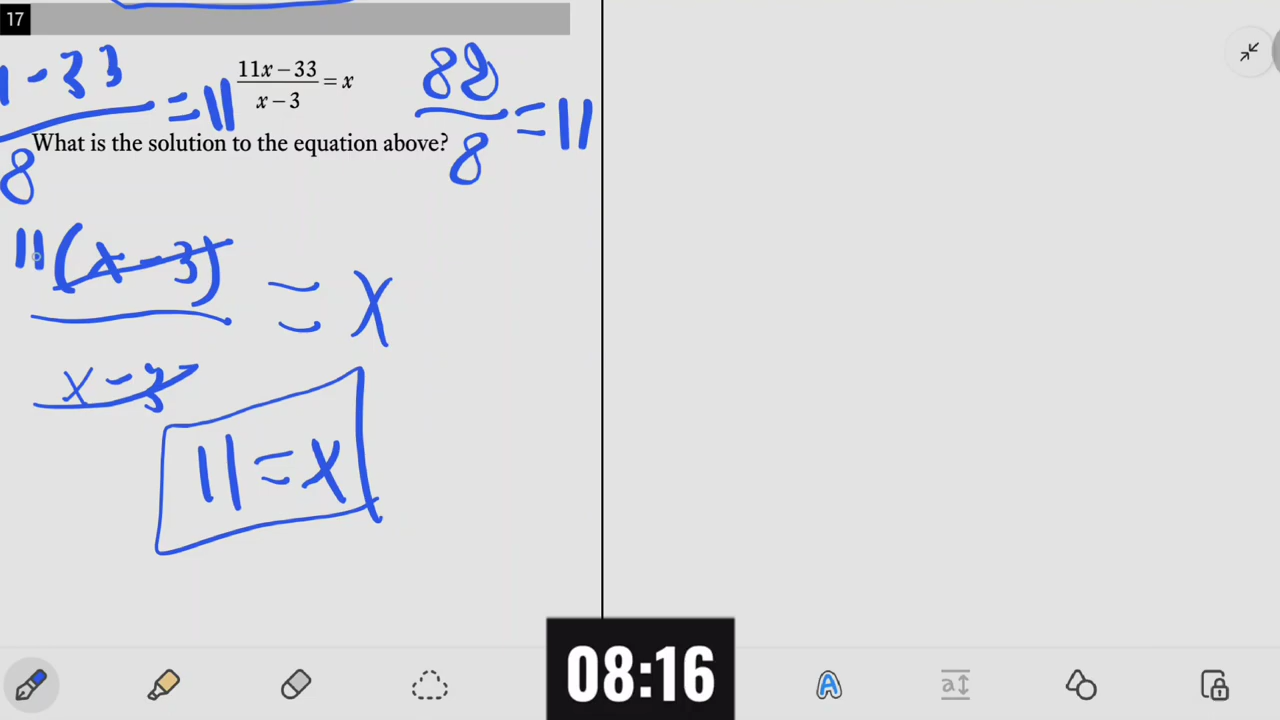 17
1 - 33
8
= 11
11x − 33
x − 3
= x
88
8
= 11
What is the solution to the equation above?
11(x - 3)
x - 3
= x
11 = x
08:16
A
a